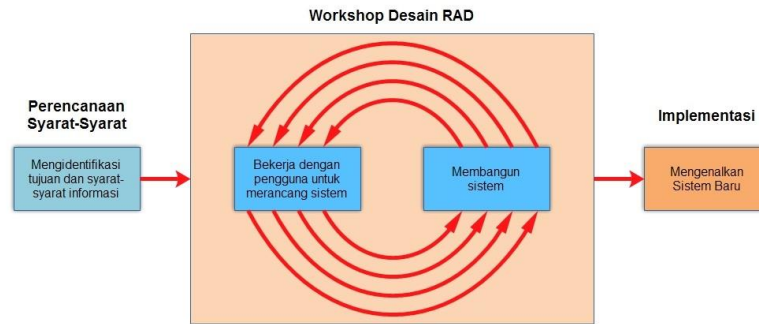 Workshop Desain RAD
Perencanaan
Syarat-Syarat
Mengidentifikasi
tujuan dan syarat-
syarat informasi
Bekerja dengan
pengguna untuk
merancang sistem
Membangun
sistem
Implementasi
Mengenalkan
Sistem Baru